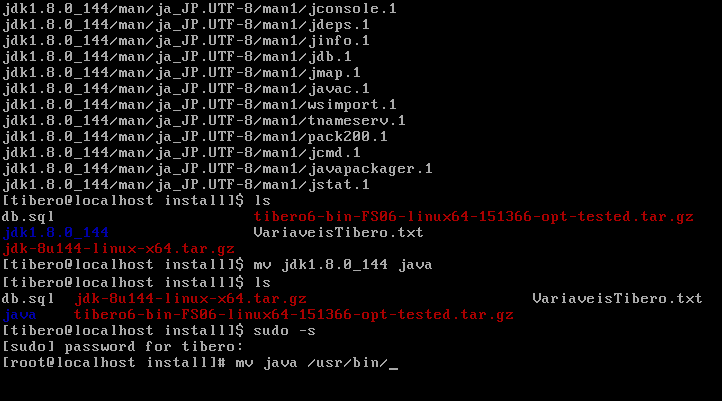 jdk1.8.0_144/man/ja_JP.UTF-8/man1/jconsole.1
jdk1.8.0_144/man/ja_JP.UTF-8/man1/jdeps.1
jdk1.8.0_144/man/ja_JP.UTF-8/man1/jinfo.1
jdk1.8.0_144/man/ja_JP.UTF-8/man1/jdb.1
jdk1.8.0_144/man/ja_JP.UTF-8/man1/jmap.1
jdk1.8.0_144/man/ja_JP.UTF-8/man1/javac.1
jdk1.8.0_144/man/ja_JP.UTF-8/man1/wsimport.1
jdk1.8.0_144/man/ja_JP.UTF-8/man1/tnameserv.1
jdk1.8.0_144/man/ja_JP.UTF-8/man1/pack200.1
jdk1.8.0_144/man/ja_JP.UTF-8/man1/jcmd.1
jdk1.8.0_144/man/ja_JP.UTF-8/man1/javapackager.1
jdk1.8.0_144/man/ja_JP.UTF-8/man1/jstat.1
[tibero@localhost install]$ ls
db.sql tibero6-bin-FS06-linux64-151366-opt-tested.tar.gz
jdk1.8.0_144 VariaveisTibero.txt
jdk-8u144-linux-x64.tar.gz
[tibero@localhost install]$ mv jdk1.8.0_144 java
[tibero@localhost install]$ ls
db.sql jdk-8u144-linux-x64.tar.gz VariaveisTibero.txt
java tibero6-bin-FS06-linux64-151366-opt-tested.tar.gz
[tibero@localhost install]$ sudo -s
[sudo] password for tibero:
[root@localhost install]# mv java /usr/bin/_